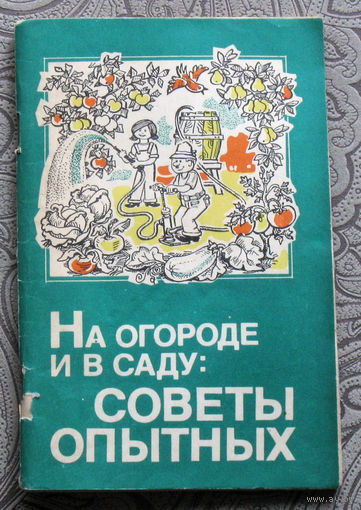 На огороде
и в саду:
советы
опытных